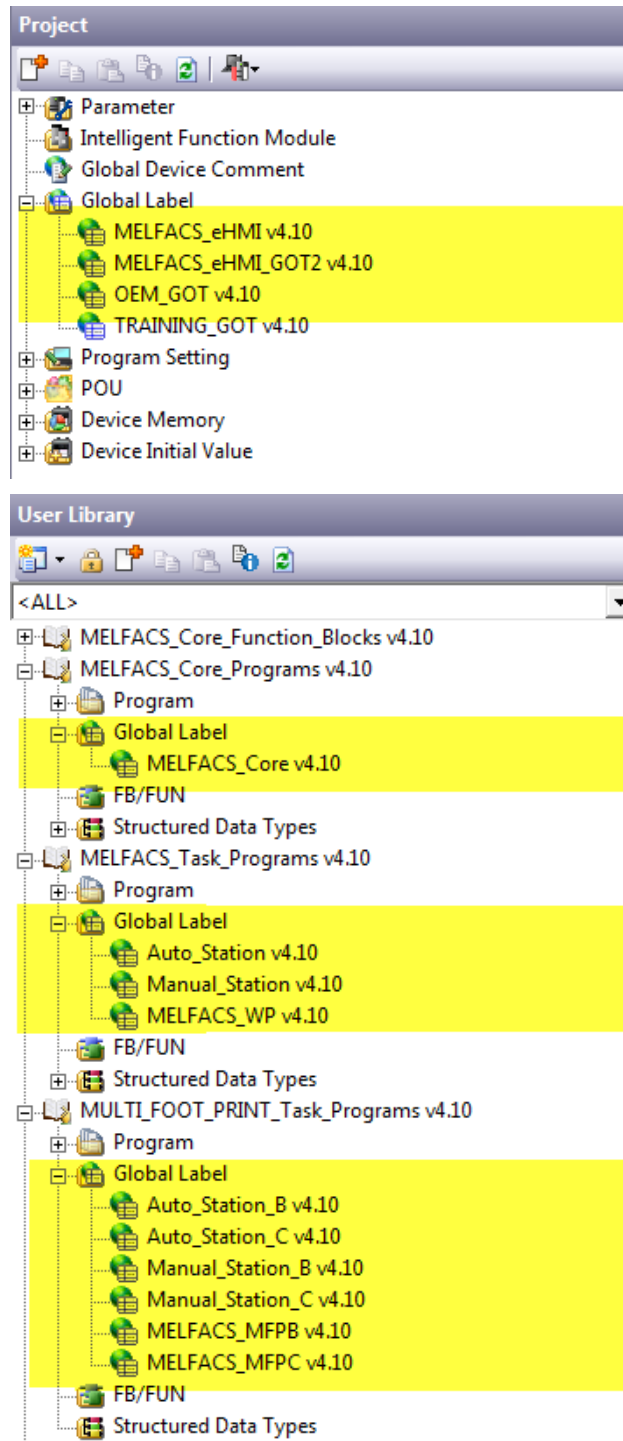 Project
Parameter
Intelligent Function Module
Global Device Comment
Global Label
MELFACS_eHMI v4.10
MELFACS_eHMI_GOT2 v4.10
OEM_GOT v4.10
TRAINING_GOT v4.10
Program Setting
POU
Device Memory
Device Initial Value
User Library
<ALL>
MELFACS_Core_Function_Blocks v4.10
MELFACS_Core_Programs v4.10
Program
Global Label
MELFACS_Core v4.10
FB/FUN
Structured Data Types
MELFACS_Task_Programs v4.10
Program
Global Label
Auto_Station v4.10
Manual_Station v4.10
MELFACS_WP v4.10
FB/FUN
Structured Data Types
MULTI_FOOT_PRINT_Task_Programs v4.10
Program
Global Label
Auto_Station_B v4.10
Auto_Station_C v4.10
Manual_Station_B v4.10
Manual_Station_C v4.10
MELFACS_MFPB v4.10
MELFACS_MFPC v4.10
FB/FUN
Structured Data Types